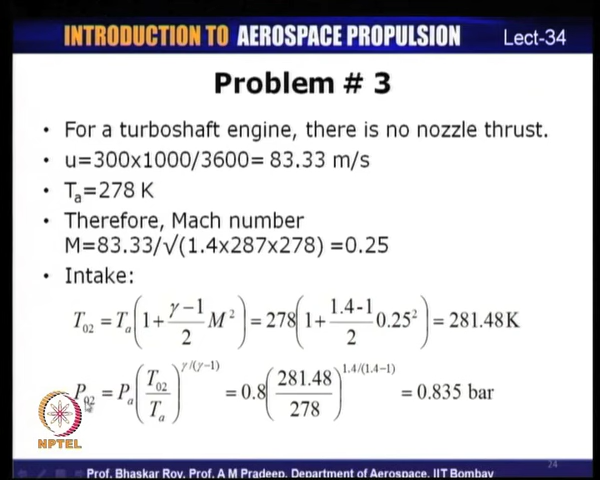 INTRODUCTION TO AEROSPACE PROPULSION Lect-34
Problem # 3
• For a turboshaft engine, there is no nozzle thrust.
• u=300x1000/3600= 83.33 m/s
• Tₐ=278 K
• Therefore, Mach number
M=83.33/√(1.4x287x278) =0.25
• Intake:
T₀₂ = Tₐ(1 + (γ−1)/2 M²) = 278(1 + (1.4-1)/2 0.25²) = 281.48 K
P₀₂ = Pₐ(T₀₂/Tₐ)^(γ/(γ−1)) = 0.8(281.48/278)^(1.4/(1.4−1)) = 0.835 bar
NPTEL
24
Prof. Bhaskar Roy, Prof. A M Pradeep, Department of Aerospace, IIT Bombay